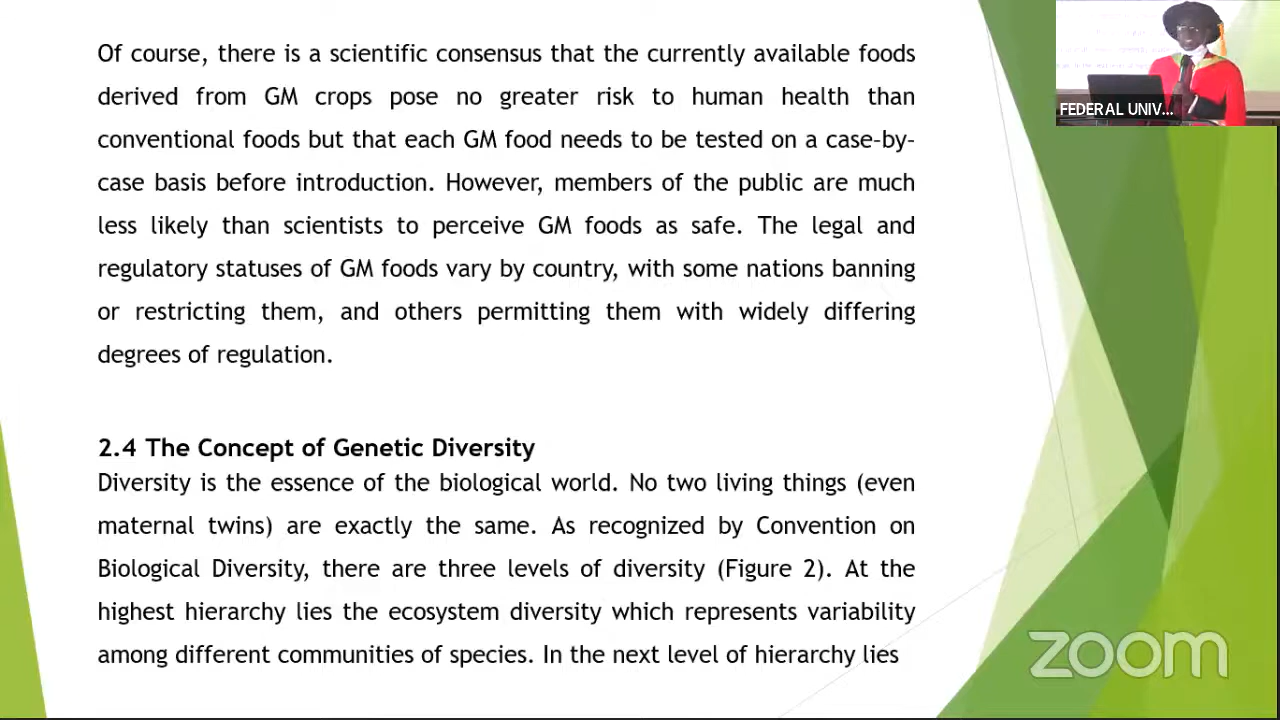 Of course, there is a scientific consensus that the currently available foods
derived from GM crops pose no greater risk to human health than
conventional foods but that each GM food needs to be tested on a case-by-
case basis before introduction. However, members of the public are much
less likely than scientists to perceive GM foods as safe. The legal and
regulatory statuses of GM foods vary by country, with some nations banning
or restricting them, and others permitting them with widely differing
degrees of regulation.
2.4 The Concept of Genetic Diversity
Diversity is the essence of the biological world. No two living things (even
maternal twins) are exactly the same. As recognized by Convention on
Biological Diversity, there are three levels of diversity (Figure 2). At the
highest hierarchy lies the ecosystem diversity which represents variability
among different communities of species. In the next level of hierarchy lies
FEDERAL UNIV...
zoom